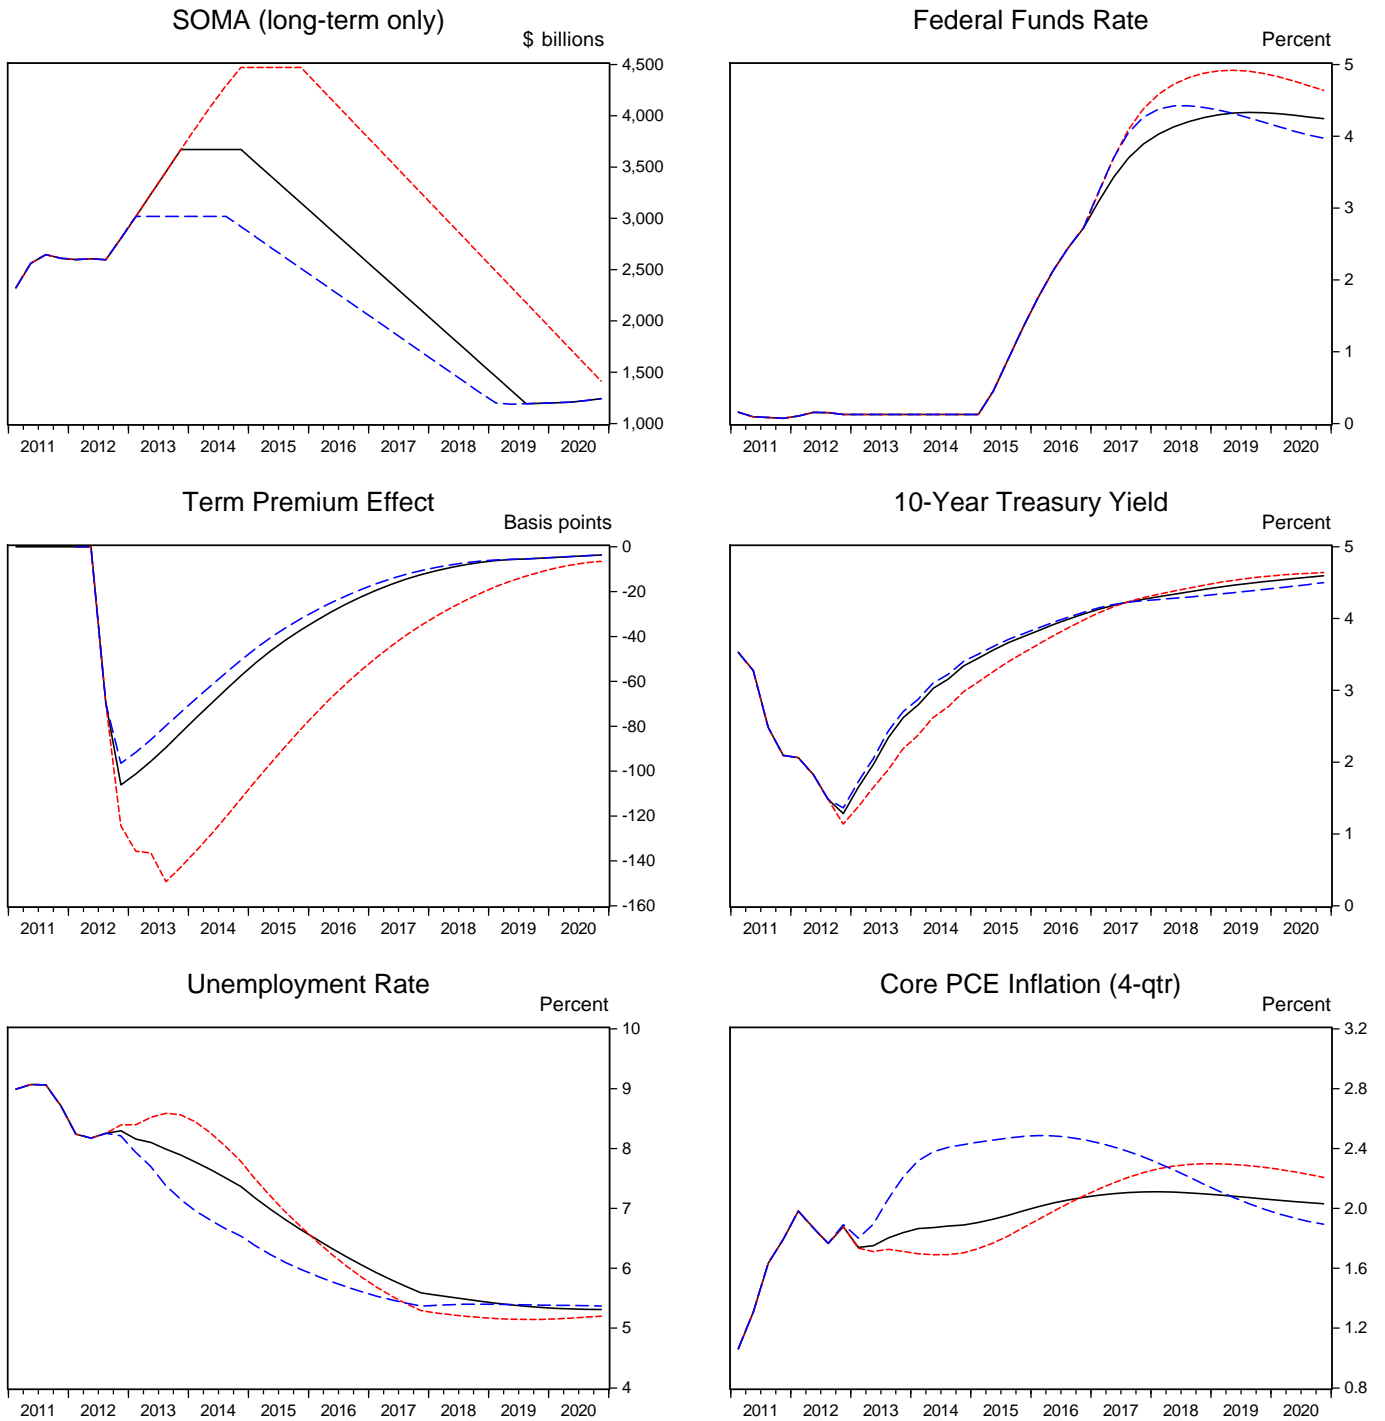 SOMA (long-term only)
$ billions
4,500
4,000
3,500
3,000
2,500
2,000
1,500
1,000
2011 2012 2013 2014 2015 2016 2017 2018 2019 2020
Federal Funds Rate
Percent
5
4
3
2
1
0
2011 2012 2013 2014 2015 2016 2017 2018 2019 2020
Term Premium Effect
Basis points
0
-20
-40
-60
-80
-100
-120
-140
-160
2011 2012 2013 2014 2015 2016 2017 2018 2019 2020
10-Year Treasury Yield
Percent
5
4
3
2
1
0
2011 2012 2013 2014 2015 2016 2017 2018 2019 2020
Unemployment Rate
Percent
10
9
8
7
6
5
4
2011 2012 2013 2014 2015 2016 2017 2018 2019 2020
Core PCE Inflation (4-qtr)
Percent
3.2
2.8
2.4
2.0
1.6
1.2
0.8
2011 2012 2013 2014 2015 2016 2017 2018 2019 2020